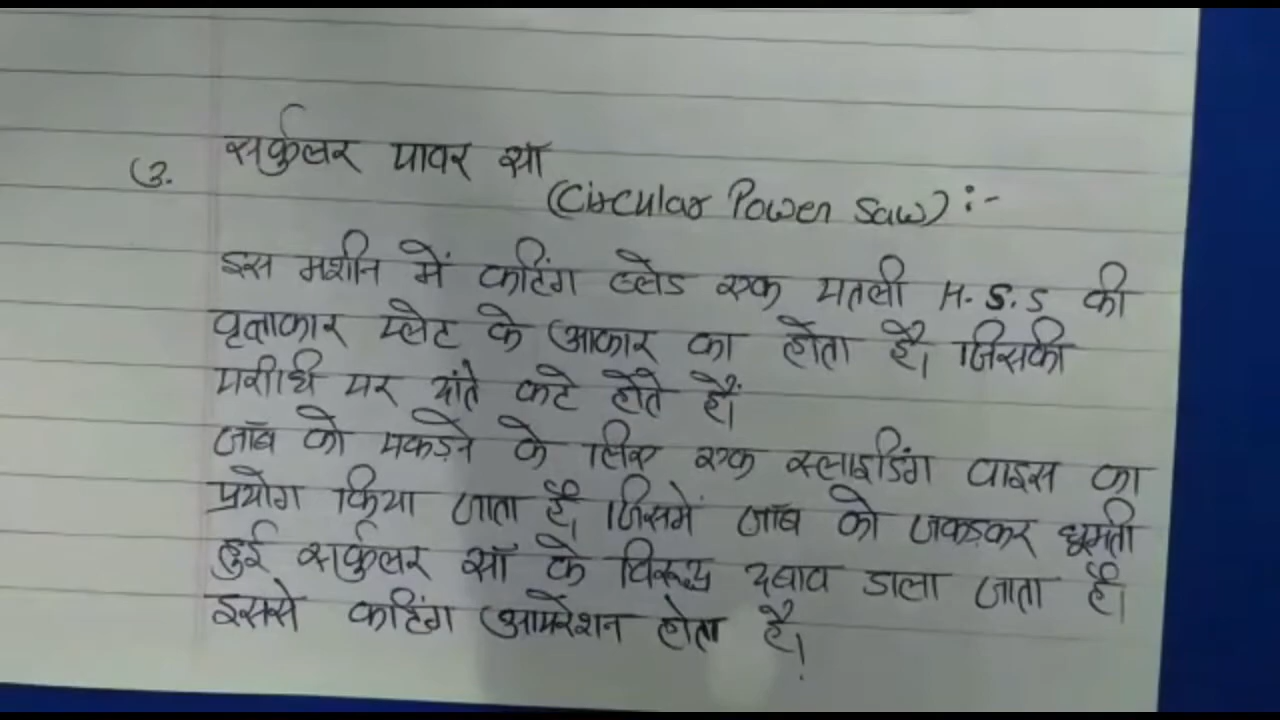 3. सर्कुलर पावर सॉ
(Circular Power Saw) :-
इस मशीन में कटिंग ब्लेड एक पतली H.S.S की
वृत्ताकार प्लेट के आकार का होता है। जिसकी
परीधि पर दांते कटे होते हैं।
जॉब को पकड़ने के लिए एक स्लाइडिंग वाइस का
प्रयोग किया जाता है। जिसमें जॉब को जकड़कर घूमती
हुई सर्कुलर सॉ के विरूद्ध दबाव डाला जाता है।
इससे कटिंग आपरेशन होता है।